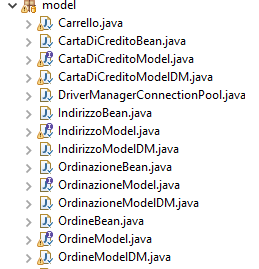 model
Carrello.java
CartaDiCreditoBean.java
CartaDiCreditoModel.java
CartaDiCreditoModelDM.java
DriverManagerConnectionPool.java
IndirizzoBean.java
IndirizzoModel.java
IndirizzoModelDM.java
OrdinazioneBean.java
OrdinazioneModel.java
OrdinazioneModelDM.java
OrdineBean.java
OrdineModel.java
OrdineModelDM.java